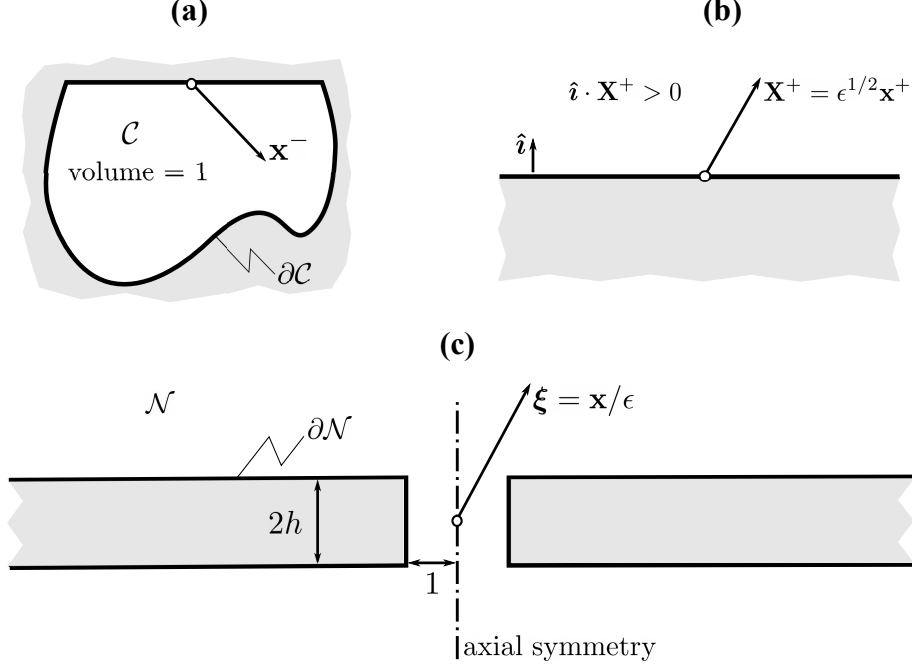 (a)
𝒞
volume = 1
x⁻
∂𝒞
(b)
î · X⁺ > 0
X⁺ = ϵ^{1/2}x⁺
î
(c)
𝒩
∂𝒩
ξ = x/ϵ
2h
1
axial symmetry